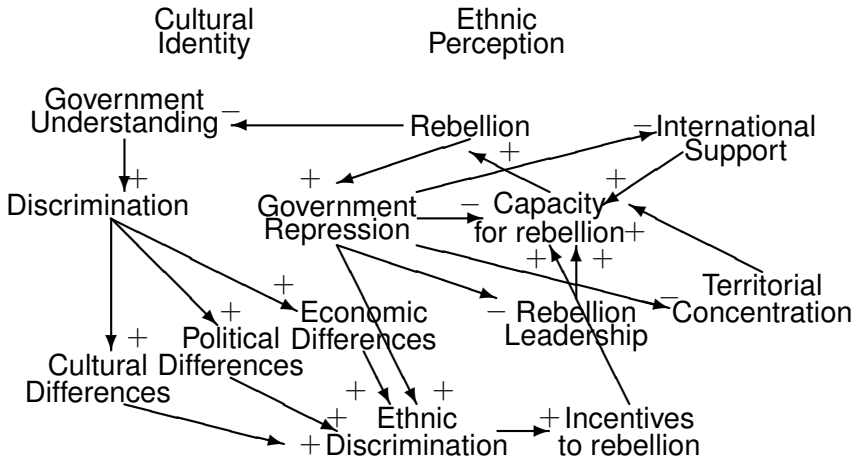 Cultural
Identity
Ethnic
Perception
Government
Understanding −
Rebellion
− International
Support
+
+
+
+
Discrimination
Government
Repression
−
Capacity
for rebellion +
+
+
+
Territorial
− Concentration
Economic
Differences
− Rebellion
Leadership
+
Political
Differences
+
Cultural
Differences
+
+
+
Ethnic
+ Discrimination
+ Incentives
to rebellion